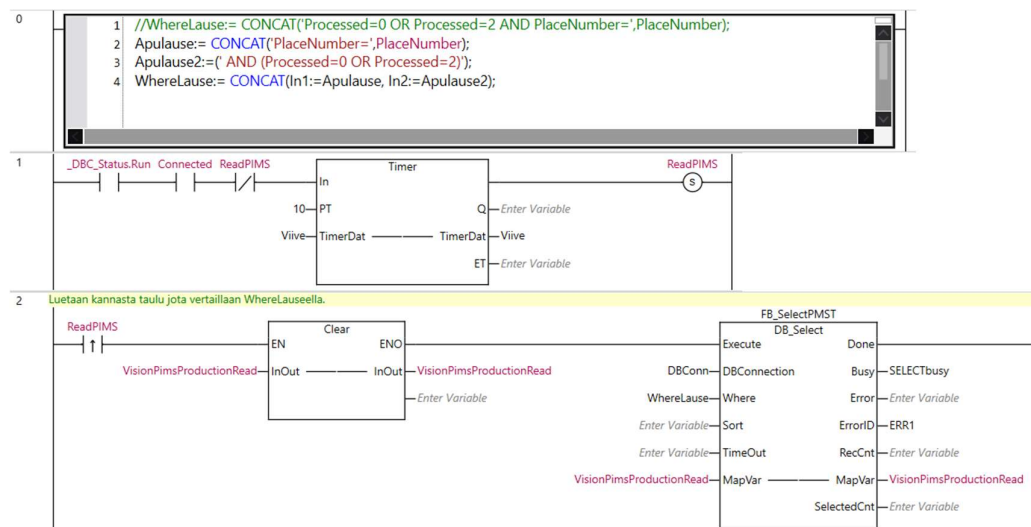 0
1 //WhereLause:= CONCAT('Processed=0 OR Processed=2 AND PlaceNumber=',PlaceNumber);
2 Apulause:= CONCAT('PlaceNumber=',PlaceNumber);
3 Apulause2:=(' AND (Processed=0 OR Processed=2)');
4 WhereLause:= CONCAT(In1:=Apulause, In2:=Apulause2);
1
_DBC_Status.Run Connected ReadPIMS Timer ReadPIMS
In S
10 PT Q Enter Variable
Viive TimerDat TimerDat Viive
ET Enter Variable
2 Luetaan kannasta taulu jota vertaillaan WhereLauseella.
FB_SelectPMST
ReadPIMS Clear DB_Select
EN ENO Execute Done
VisionPimsProductionRead InOut InOut VisionPimsProductionRead DBConn DBConnection Busy SELECTbusy
Enter Variable WhereLause Where Error Enter Variable
Enter Variable Sort ErrorID ERR1
Enter Variable TimeOut RecCnt Enter Variable
VisionPimsProductionRead MapVar MapVar VisionPimsProductionRead
SelectedCnt Enter Variable